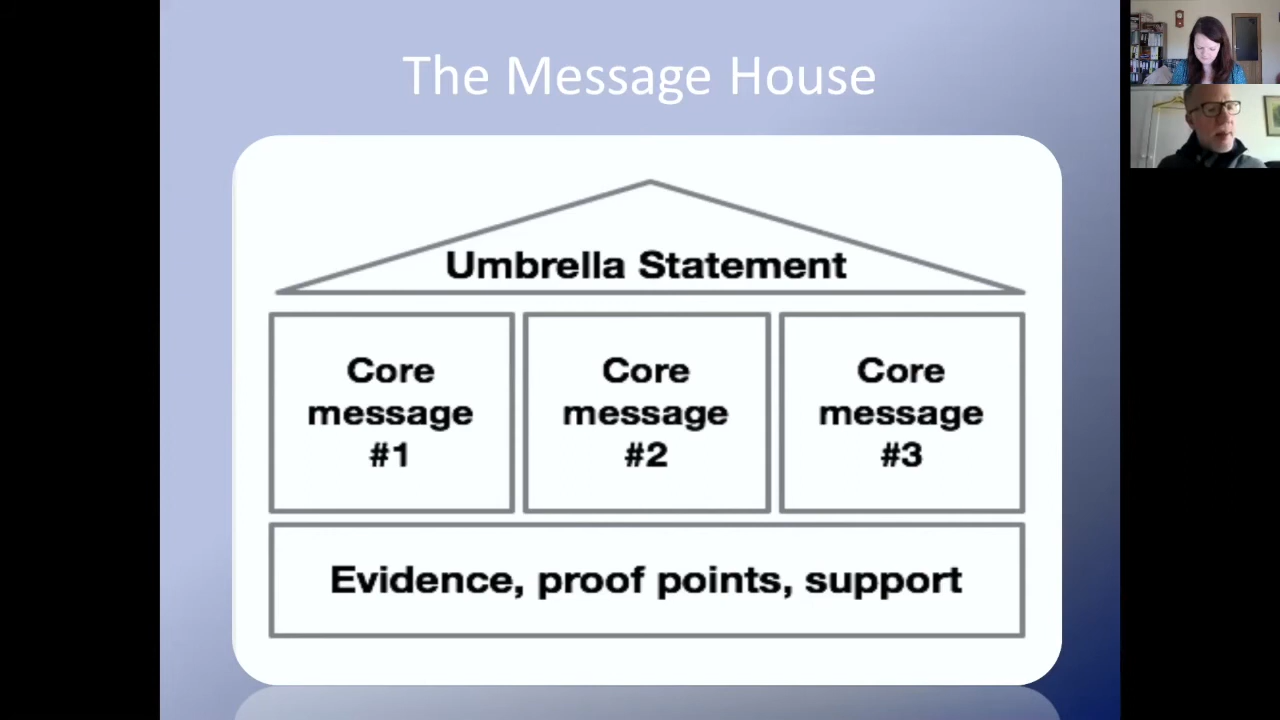 The Message House
Umbrella Statement
Core
message
#1
Core
message
#2
Core
message
#3
Evidence, proof points, support